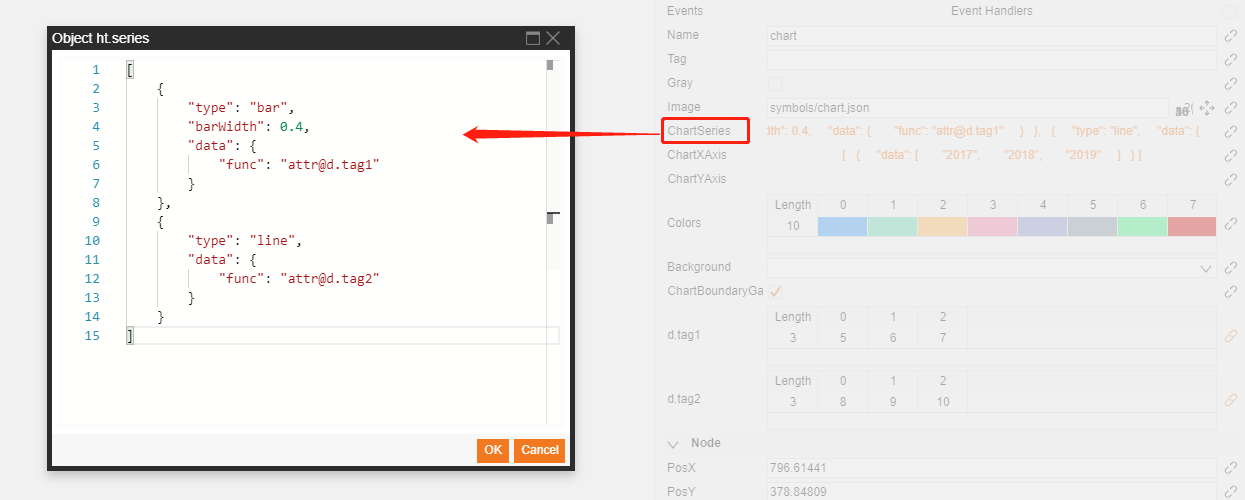 Object ht.series
1 [
2 {
3 "type": "bar",
4 "barWidth": 0.4,
5 "data": {
6 "func": "attr@d.tag1"
7 }
8 },
9 {
10 "type": "line",
11 "data": {
12 "func": "attr@d.tag2"
13 }
14 }
15 ]
OK Cancel
Events Event Handlers
Name chart
Tag
Gray
Image symbols/chart.json
ChartSeries dth": 0.4, "data": { "func": "attr@d.tag1" } }, { "type": "line", "data": {
ChartXAxis [ { "data": [ "2017", "2018", "2019" ] } ]
ChartYAxis
Length 0 1 2 3 4 5 6 7
Colors 10
Background
ChartBoundaryGa
Length 0 1 2
d.tag1 3 5 6 7
Length 0 1 2
d.tag2 3 8 9 10
Node
PosX 796.61441
PosY 378.84809